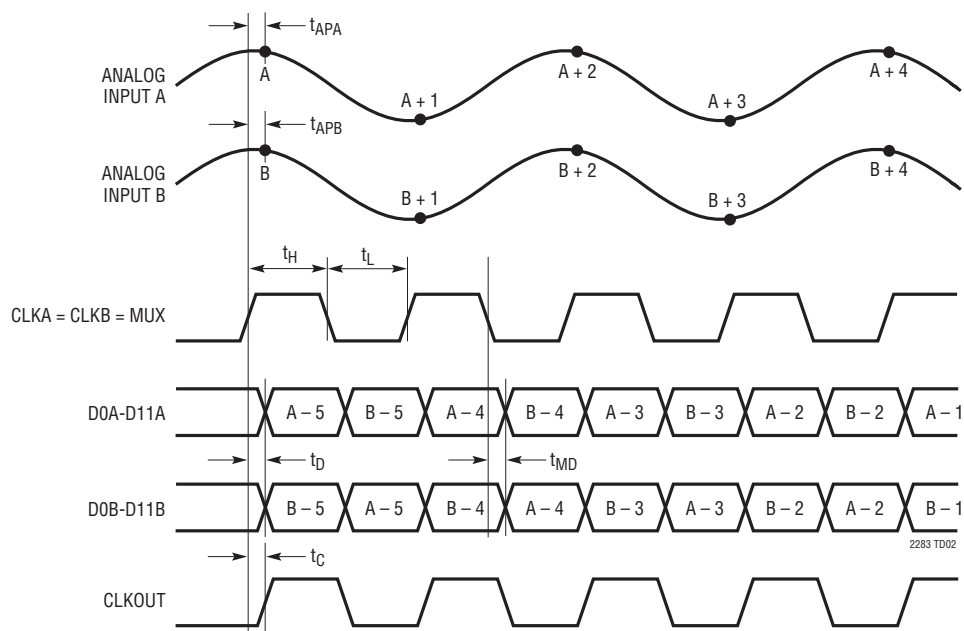 tAPA
ANALOG
INPUT A
A
A + 1
A + 2
A + 3
A + 4
tAPB
ANALOG
INPUT B
B
B + 1
B + 2
B + 3
B + 4
tH
tL
CLKA = CLKB = MUX
D0A-D11A
A – 5
B – 5
A – 4
B – 4
A – 3
B – 3
A – 2
B – 2
A – 1
tD
tMD
D0B-D11B
B – 5
A – 5
B – 4
A – 4
B – 3
A – 3
B – 2
A – 2
B – 1
2283 TD02
tC
CLKOUT